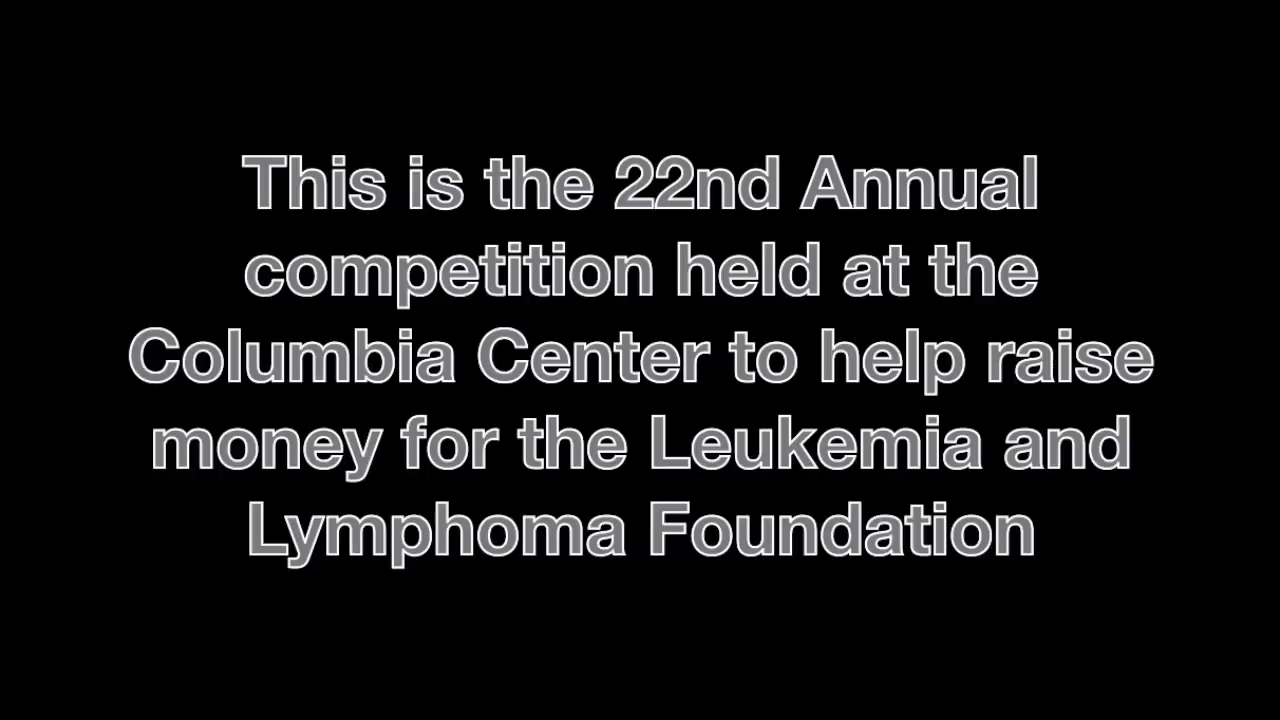 This is the 22nd Annual
competition held at the
Columbia Center to help raise
money for the Leukemia and
Lymphoma Foundation